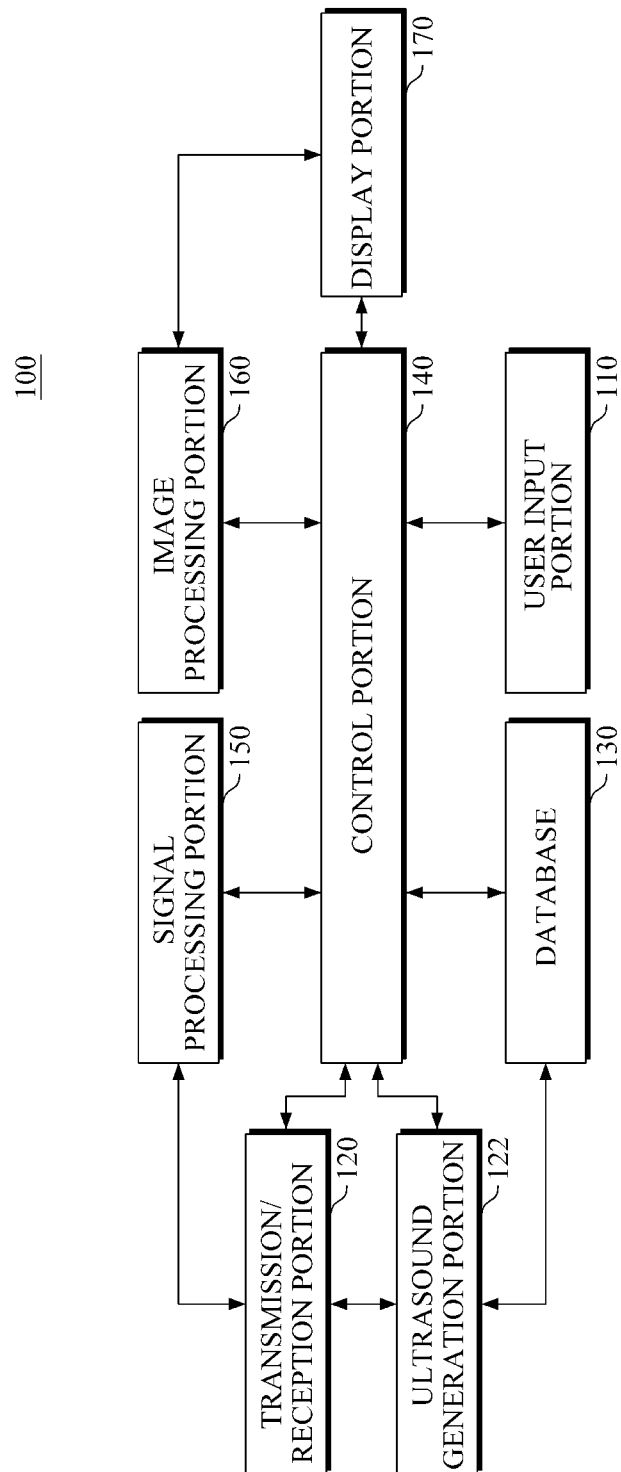 100
SIGNAL
PROCESSING PORTION
150
IMAGE
PROCESSING PORTION
160
TRANSMISSION/
RECEPTION PORTION
120
CONTROL PORTION
140
DISPLAY PORTION
170
ULTRASOUND
GENERATION PORTION
122
DATABASE
130
USER INPUT
PORTION
110